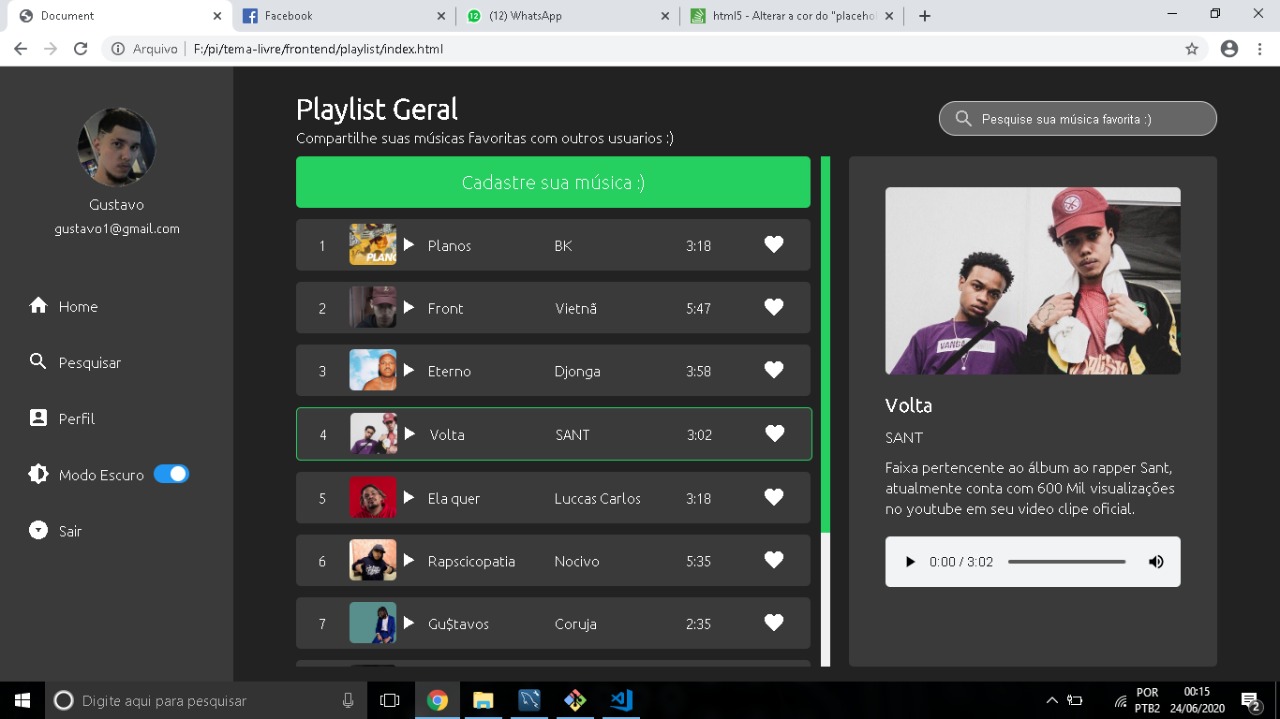 Document
Facebook
(12) WhatsApp
html5 - Alterar a cor do "placehol
Arquivo
F:/pi/tema-livre/frontend/playlist/index.html
Gustavo
gustavo1@gmail.com
Home
Pesquisar
Perfil
Modo Escuro
Sair
Playlist Geral
Compartilhe suas músicas favoritas com outros usuarios :)
Pesquise sua música favorita :)
Cadastre sua música :)
1 PLANO Planos BK 3:18
2 Front Vietnã 5:47
3 Eterno Djonga 3:58
4 Volta SANT 3:02
5 Ela quer Luccas Carlos 3:18
6 Rapscicopatia Nocivo 5:35
7 Gu$tavos Coruja 2:35
Volta
SANT
Faixa pertencente ao álbum ao rapper Sant,
atualmente conta com 600 Mil visualizações
no youtube em seu video clipe oficial.
0:00 / 3:02
Digite aqui para pesquisar
POR
PTB2
00:15
24/06/2020
2